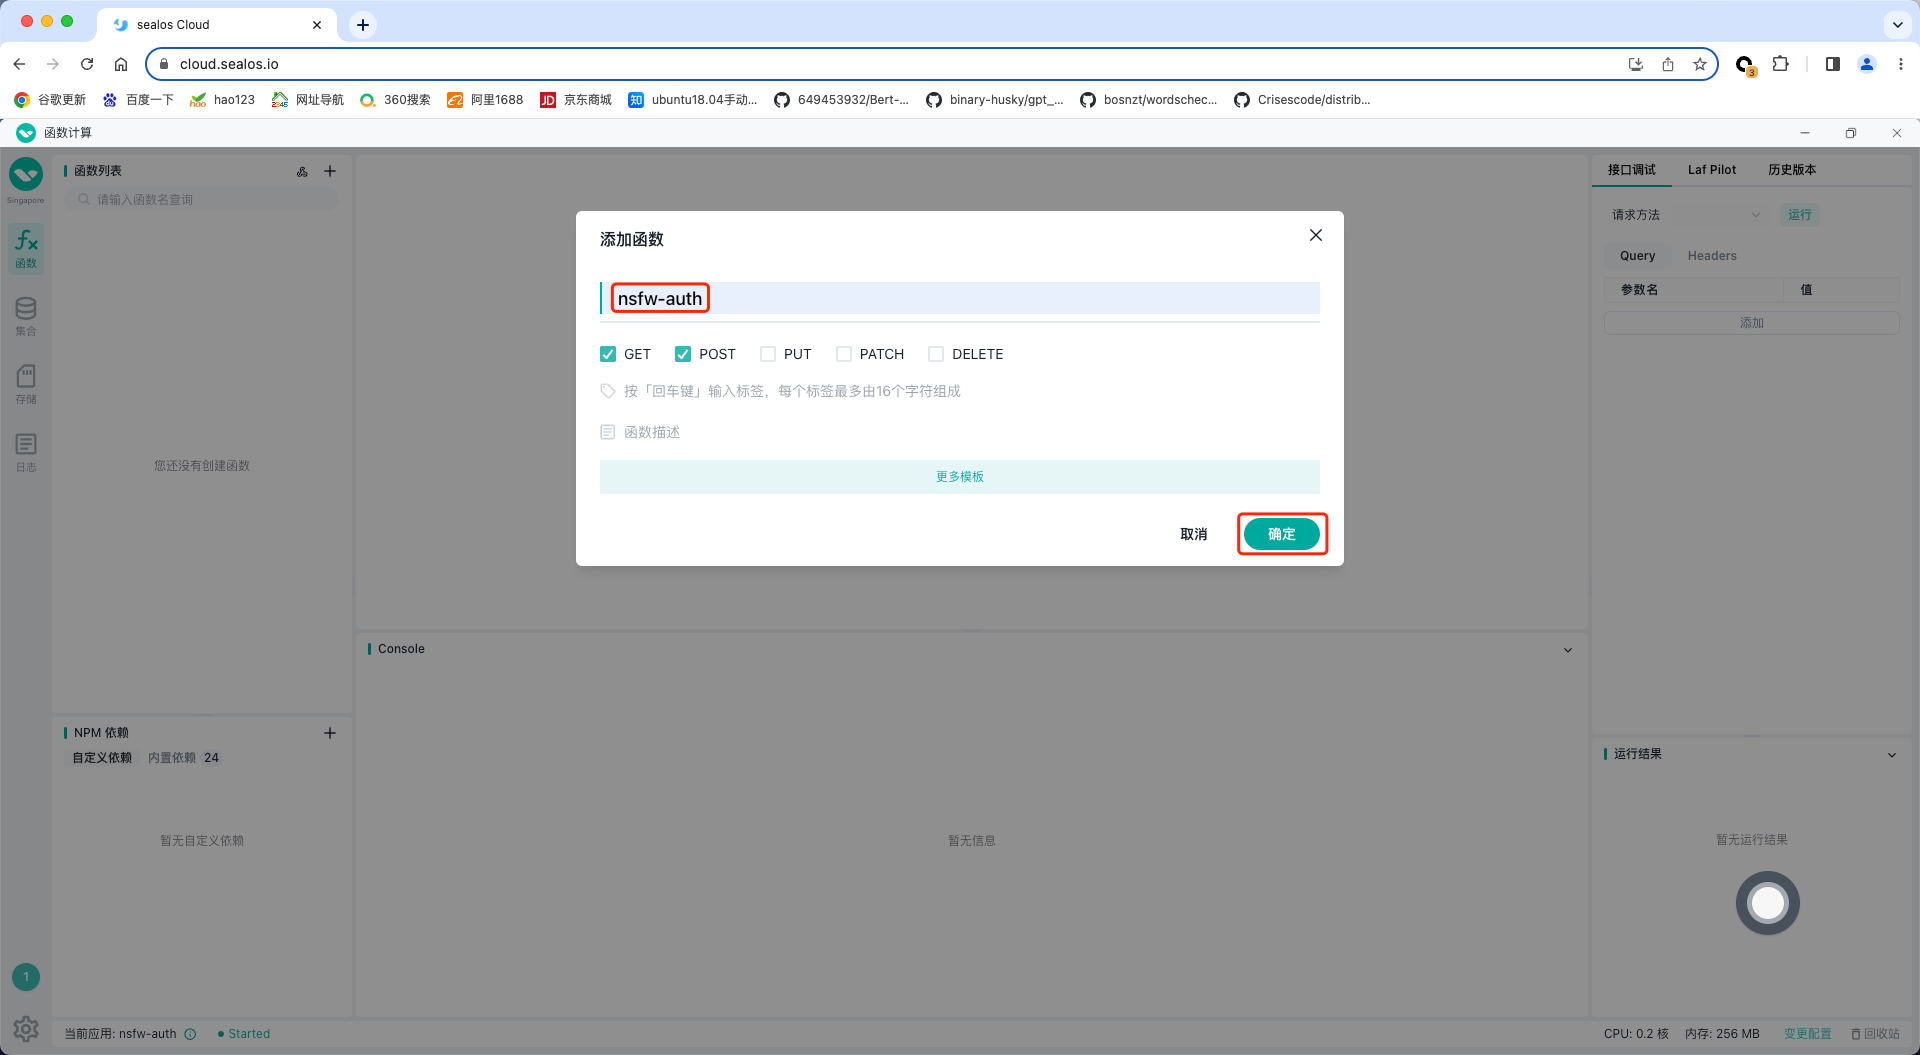 sealos Cloud
cloud.sealos.io
3
谷歌更新 百度一下 hao123 网址导航 360搜索 阿里1688 京东商城 ubuntu18.04手动... 649453932/Bert-... binary-husky/gpt_... bosnzt/wordschec... Crisescode/distrib...
函数计算
Singapore
函数
集合
存储
日志
1
函数列表
请输入函数名查询
您还没有创建函数
NPM 依赖
自定义依赖 内置依赖 24
暂无自定义依赖
添加函数
nsfw-auth
GET POST PUT PATCH DELETE
按「回车键」输入标签，每个标签最多由16个字符组成
函数描述
更多模板
取消 确定
Console
暂无信息
接口调试 Laf Pilot 历史版本
请求方法 运行
Query Headers
参数名 值
添加
运行结果
暂无运行结果
当前应用: nsfw-auth Started
CPU: 0.2 核 内存: 256 MB 变更配置 回收站